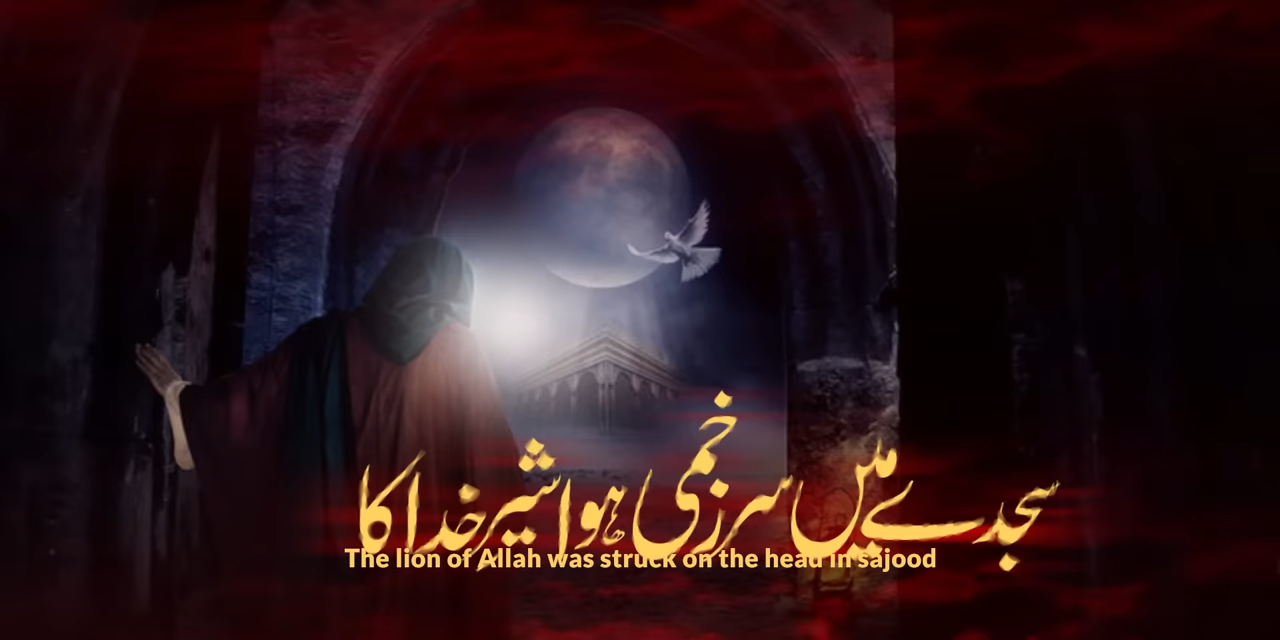 سجدے میں سر زخمی ہوا شیر خدا کا
The lion of Allah was struck on the head in sajood